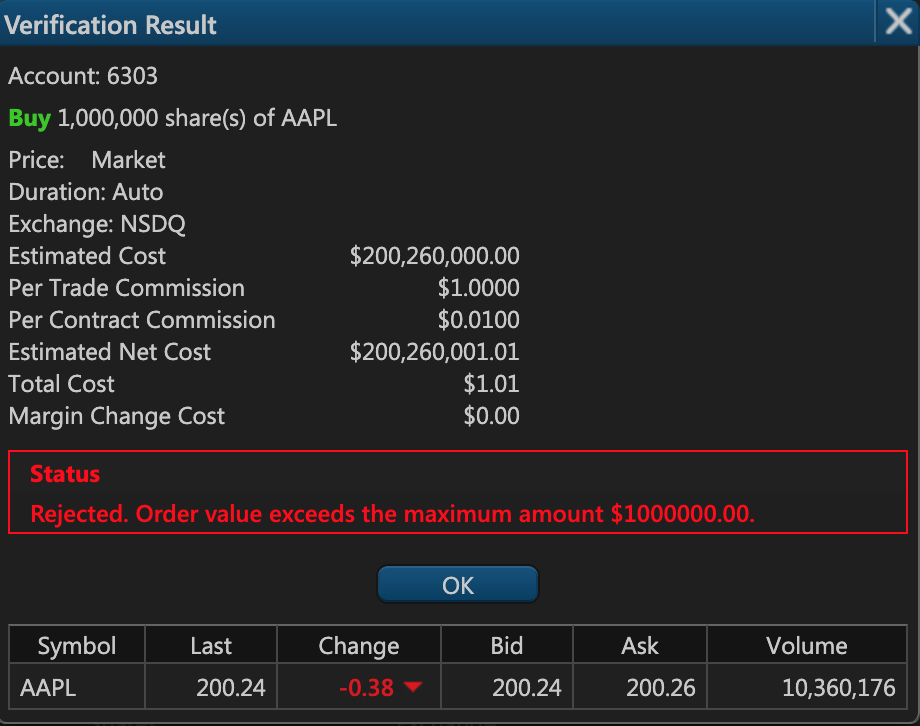 Verification Result
Account: 6303
Buy 1,000,000 share(s) of AAPL
Price: Market
Duration: Auto
Exchange: NSDQ
Estimated Cost $200,260,000.00
Per Trade Commission $1.0000
Per Contract Commission $0.0100
Estimated Net Cost $200,260,001.01
Total Cost $1.01
Margin Change Cost $0.00
Status
Rejected. Order value exceeds the maximum amount $1000000.00.
OK
Symbol Last Change Bid Ask Volume
AAPL 200.24 -0.38 200.24 200.26 10,360,176